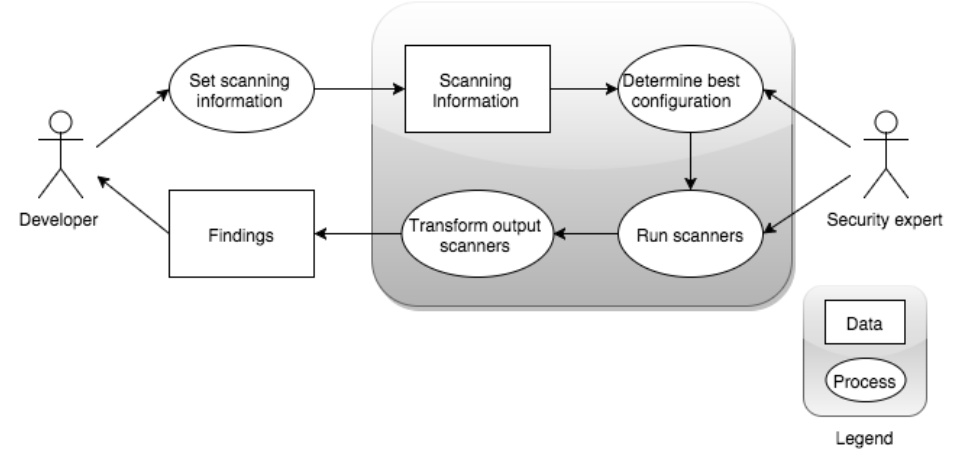 Set scanning
information
Scanning
Information
Determine best
configuration
Developer
Security expert
Findings
Transform output
scanners
Run scanners
Data
Process
Legend